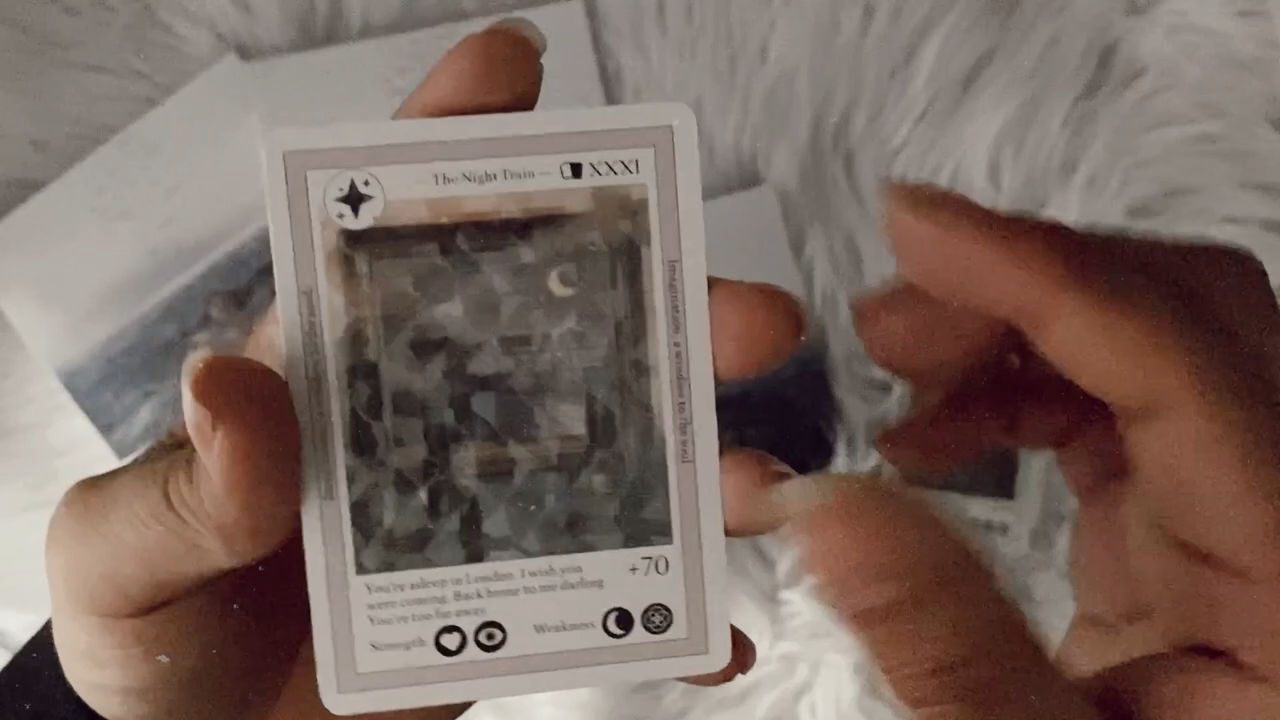 The Night Train
XXXI
Imagination, a window to the soul
+70
You're asleep in London. I wish you
were coming. Back home to me darling
You're too far away
Strength
Weakness